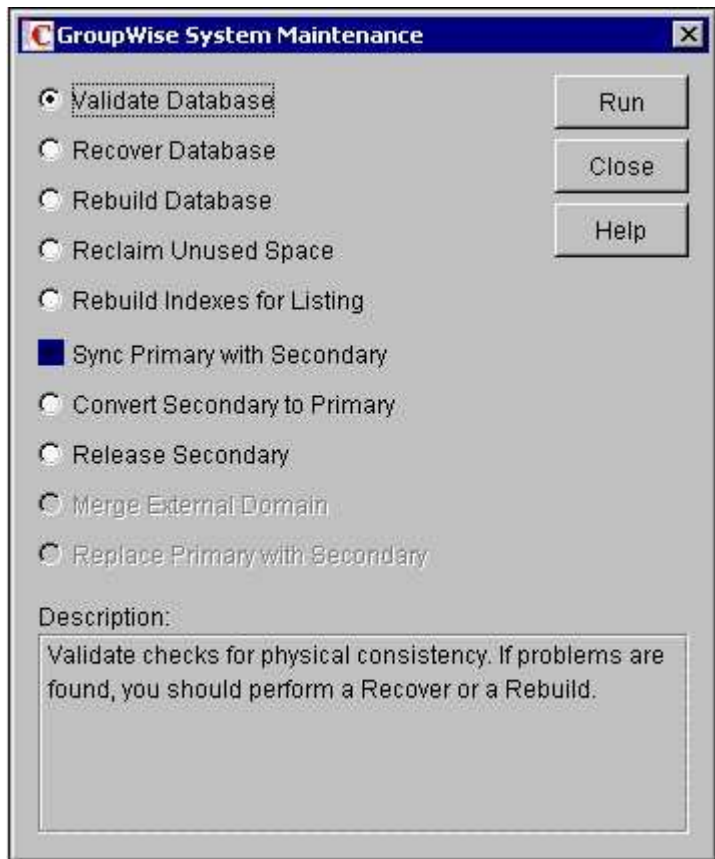 GroupWise System Maintenance
Validate Database
Run
Recover Database
Close
Rebuild Database
Help
Reclaim Unused Space
Rebuild Indexes for Listing
Sync Primary with Secondary
Convert Secondary to Primary
Release Secondary
Merge External Domain
Replace Primary with Secondary
Description:
Validate checks for physical consistency. If problems are
found, you should perform a Recover or a Rebuild.